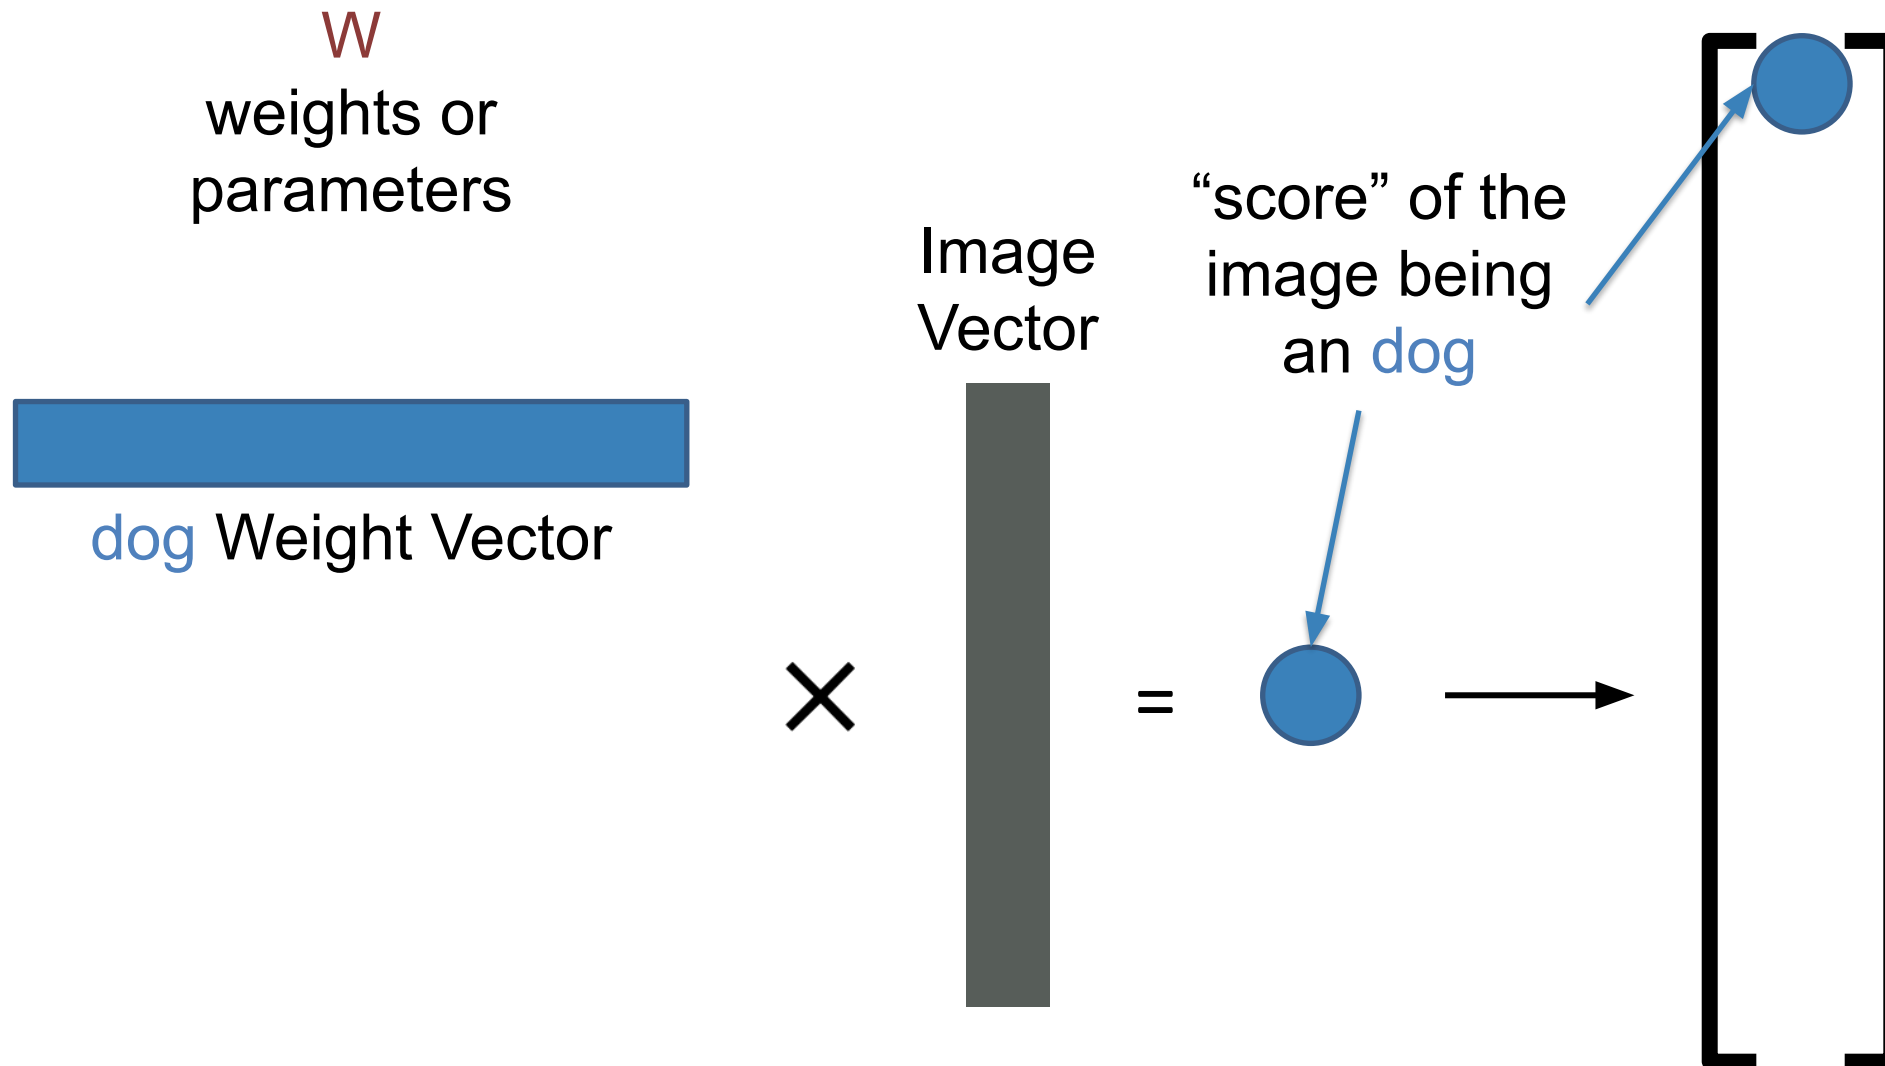 W
weights or
parameters
dog Weight Vector
×
Image
Vector
=
“score” of the
image being
an dog